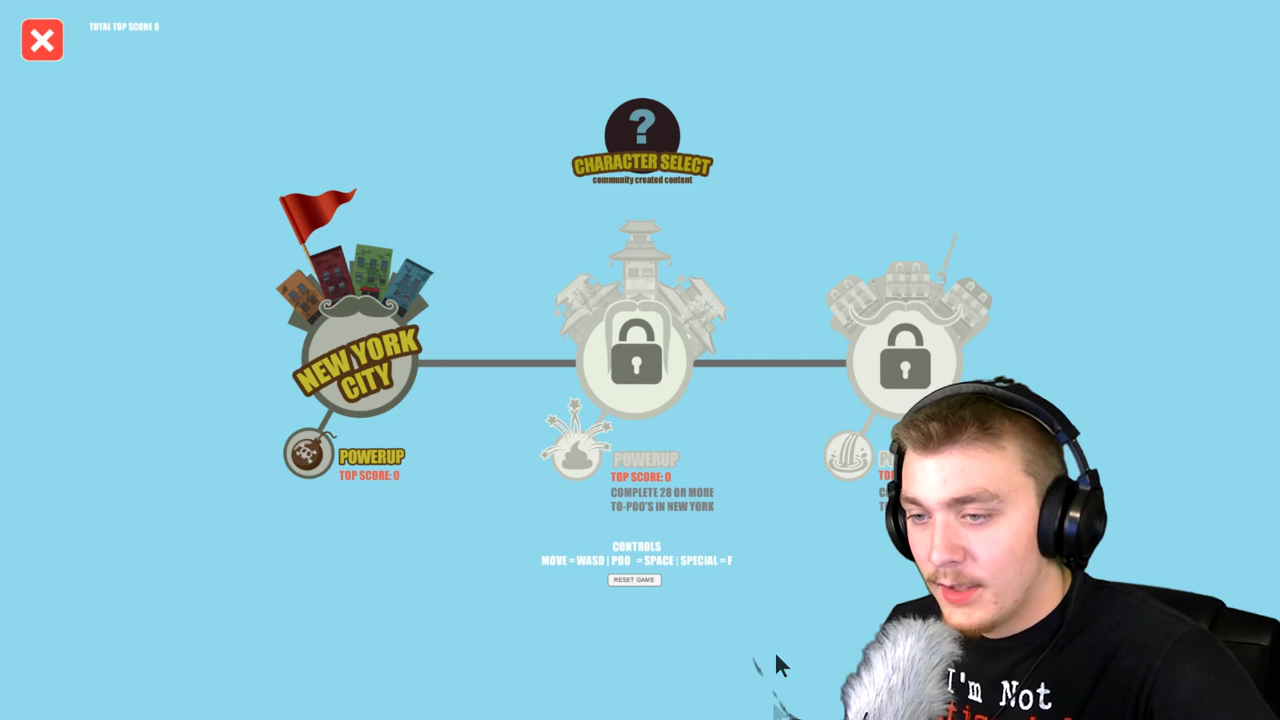 TOTAL TOP SCORE 0
?
CHARACTER SELECT
community created content
NEW YORK
CITY
POWERUP
TOP SCORE: 0
POWERUP
TOP SCORE: 0
COMPLETE 28 OR MORE
TO-POO'S IN NEW YORK
CONTROLS
MOVE = WASD | POO = SPACE | SPECIAL = F
RESET GAME
I'm Not